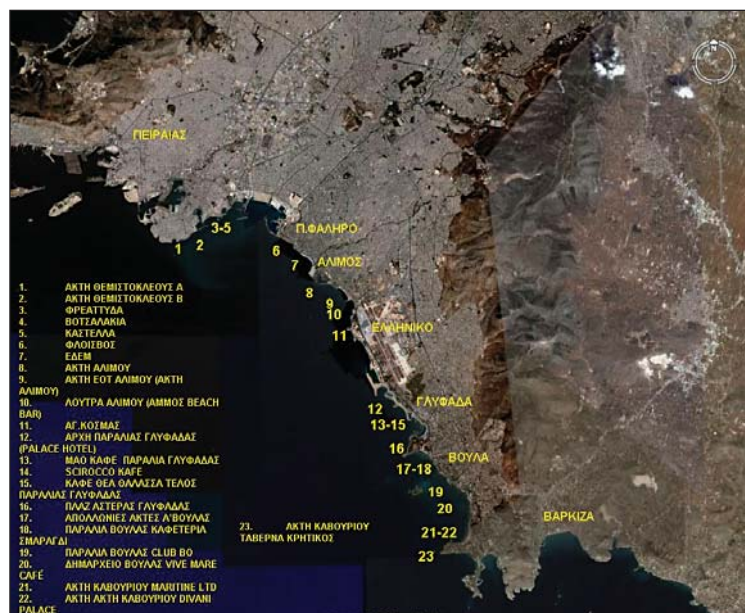 ΠΕΙΡΑΙΑΣ
3-5
1
2
Π.ΦΑΛΗΡΟ
6
7
ΑΛΙΜΟΣ
8
9
10
ΕΛΛΗΝΙΚΟ
11
ΓΛΥΦΑΔΑ
12
13-15
16
ΒΟΥΛΑ
17-18
19
20
ΒΑΡΚΙΖΑ
21-22
23
1. ΑΚΤΗ ΘΕΜΙΣΤΟΚΛΕΟΥΣ Α
2. ΑΚΤΗ ΘΕΜΙΣΤΟΚΛΕΟΥΣ Β
3. ΦΡΕΑΤΤΥΔΑ
4. ΒΟΤΣΑΛΑΚΙΑ
5. ΚΑΣΤΕΛΛΑ
6. ΦΛΟΙΣΒΟΣ
7. ΕΔΕΜ
8. ΑΚΤΗ ΑΛΙΜΟΥ
9. ΑΚΤΗ ΕΟΤ ΑΛΙΜΟΥ (ΑΚΤΗ
ΑΛΙΜΟΥ)
10. ΛΟΥΤΡΑ ΑΛΙΜΟΥ (AMMOS BEACH
BAR)
11. ΑΓ.ΚΟΣΜΑΣ
12. ΑΡΧΗ ΠΑΡΑΛΙΑΣ ΓΛΥΦΑΔΑΣ
(PALACE HOTEL)
13. ΜΑΟ ΚΑΦΕ ΠΑΡΑΛΙΑ ΓΛΥΦΑΔΑΣ
14. SCIROCCO ΚΑΦΕ
15. ΚΑΦΕ ΘΕΑ ΘΑΛΑΣΣΑ ΤΕΛΟΣ
ΠΑΡΑΛΙΑΣ ΓΛΥΦΑΔΑΣ
16. ΠΛΑΖ ΑΣΤΕΡΑΣ ΓΛΥΦΑΔΑΣ
17. ΑΠΟΛΛΩΝΙΕΣ ΑΚΤΕΣ Α'ΒΟΥΛΑΣ
18. ΠΑΡΑΛΙΑ ΒΟΥΛΑΣ ΚΑΦΕΤΕΡΙΑ
ΣΜΑΡΑΓΔΙ
19. ΠΑΡΑΛΙΑ ΒΟΥΛΑΣ CLUB BO
20. ΔΗΜΑΡΧΕΙΟ ΒΟΥΛΑΣ VIVE MARE
CAFÉ
21. ΑΚΤΗ ΚΑΒΟΥΡΙΟΥ MARITINE LTD
22. ΑΚΤΗ ΑΚΤΗ ΚΑΒΟΥΡΙΟΥ DIVANI
PALACE
23. ΑΚΤΗ ΚΑΒΟΥΡΙΟΥ
ΤΑΒΕΡΝΑ ΚΡΗΤΙΚΟΣ